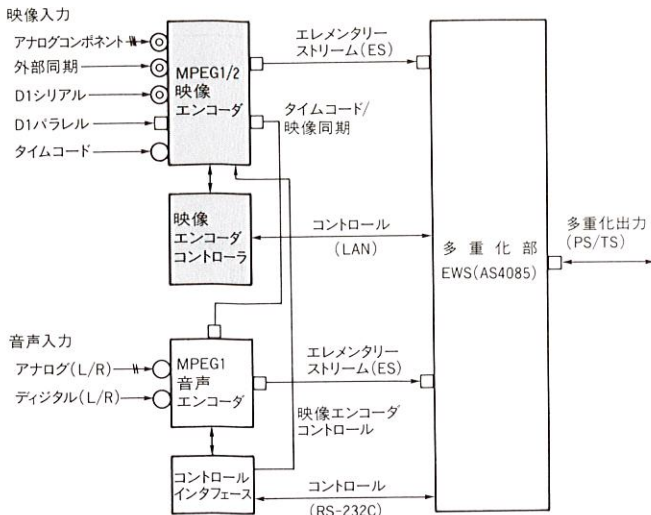 映像入力
アナログコンポーネント
外部同期
D1シリアル
D1パラレル
タイムコード
MPEG1/2
映像
エンコーダ
エレメンタリー
ストリーム(ES)
タイムコード/
映像同期
映像
エンコーダ
コントローラ
コントロール
(LAN)
多重化部
EWS(AS4085)
多重化出力
(PS/TS)
音声入力
アナログ(L/R)
ディジタル(L/R)
MPEG1
音声
エンコーダ
エレメンタリー
ストリーム(ES)
映像エンコーダ
コントロール
コントロール
インタフェース
コントロール
(RS-232C)